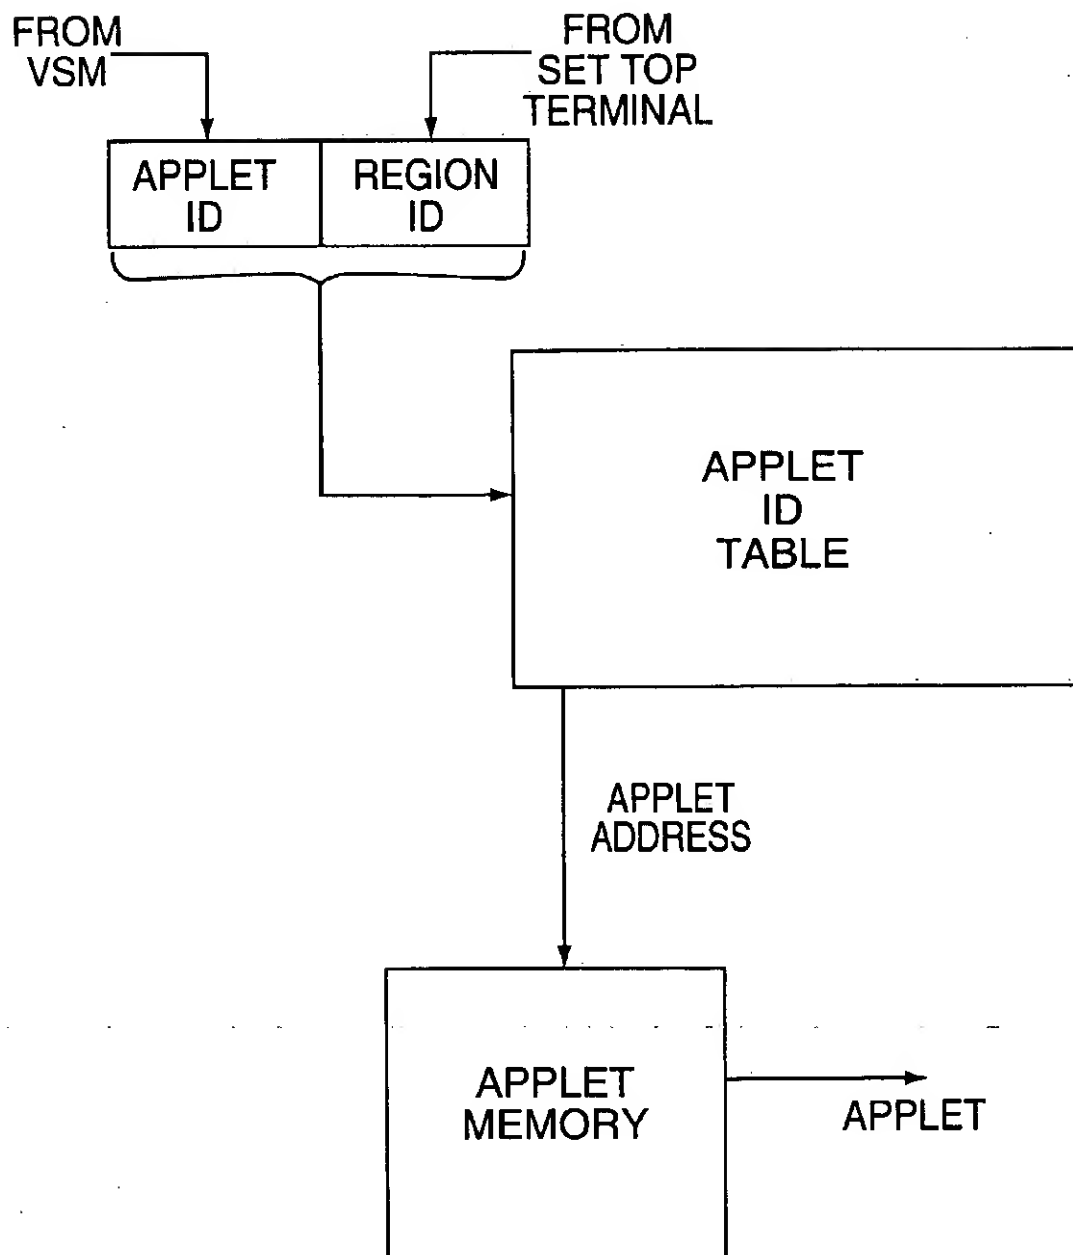 FROM
VSM
FROM
SET TOP
TERMINAL
APPLET
ID
REGION
ID
APPLET
ID
TABLE
APPLET
ADDRESS
APPLET
MEMORY
APPLET